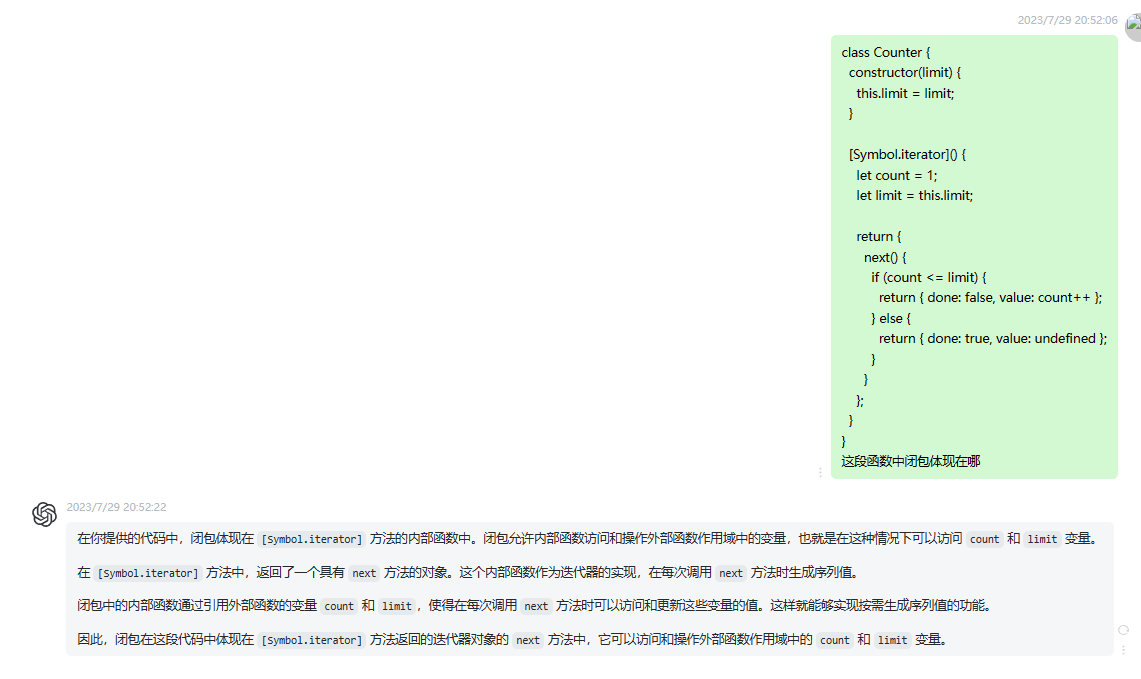 2023/7/29 20:52:06
class Counter {
constructor(limit) {
this.limit = limit;
}
[Symbol.iterator]() {
let count = 1;
let limit = this.limit;
return {
next() {
if (count <= limit) {
return { done: false, value: count++ };
} else {
return { done: true, value: undefined };
}
}
};
}
}
这段函数中闭包体现在哪
2023/7/29 20:52:22
在你提供的代码中，闭包体现在 [Symbol.iterator] 方法的内部函数中。闭包允许内部函数访问和操作外部函数作用域中的变量，也就是在这种情况下可以访问 count 和 limit 变量。
在 [Symbol.iterator] 方法中，返回了一个具有 next 方法的对象。这个内部函数作为迭代器的实现，在每次调用 next 方法时生成序列值。
闭包中的内部函数通过引用外部函数的变量 count 和 limit，使得在每次调用 next 方法时可以访问和更新这些变量的值。这样就能够实现按需生成序列值的功能。
因此，闭包在这段代码中体现在 [Symbol.iterator] 方法返回的迭代器对象的 next 方法中，它可以访问和操作外部函数作用域中的 count 和 limit 变量。